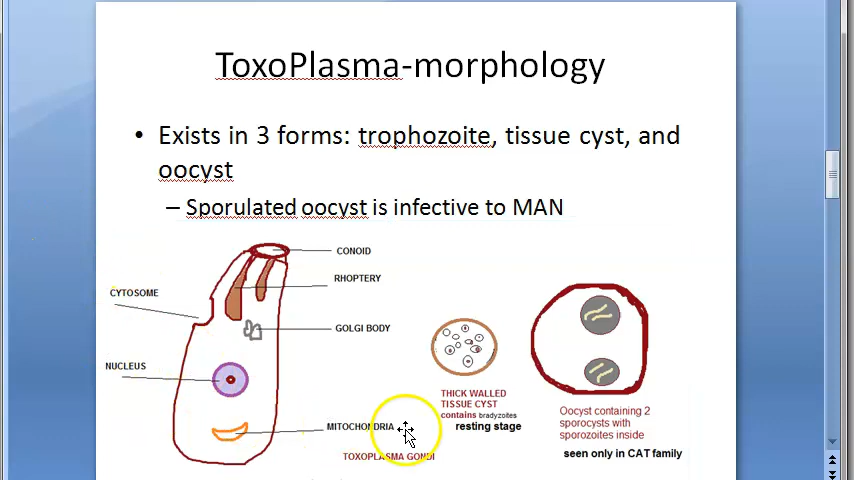 ToxoPlasma-morphology
• Exists in 3 forms: trophozoite, tissue cyst, and
oocyst
– Sporulated oocyst is infective to MAN
CONOID
RHOPTERY
CYTOSOME
GOLGI BODY
NUCLEUS
MITOCHONDRIA
TOXOPLASMA GONDI
THICK WALLED
TISSUE CYST
contains bradyzoites
resting stage
Oocyst containing 2
sporocysts with
sporozoites inside
seen only in CAT family